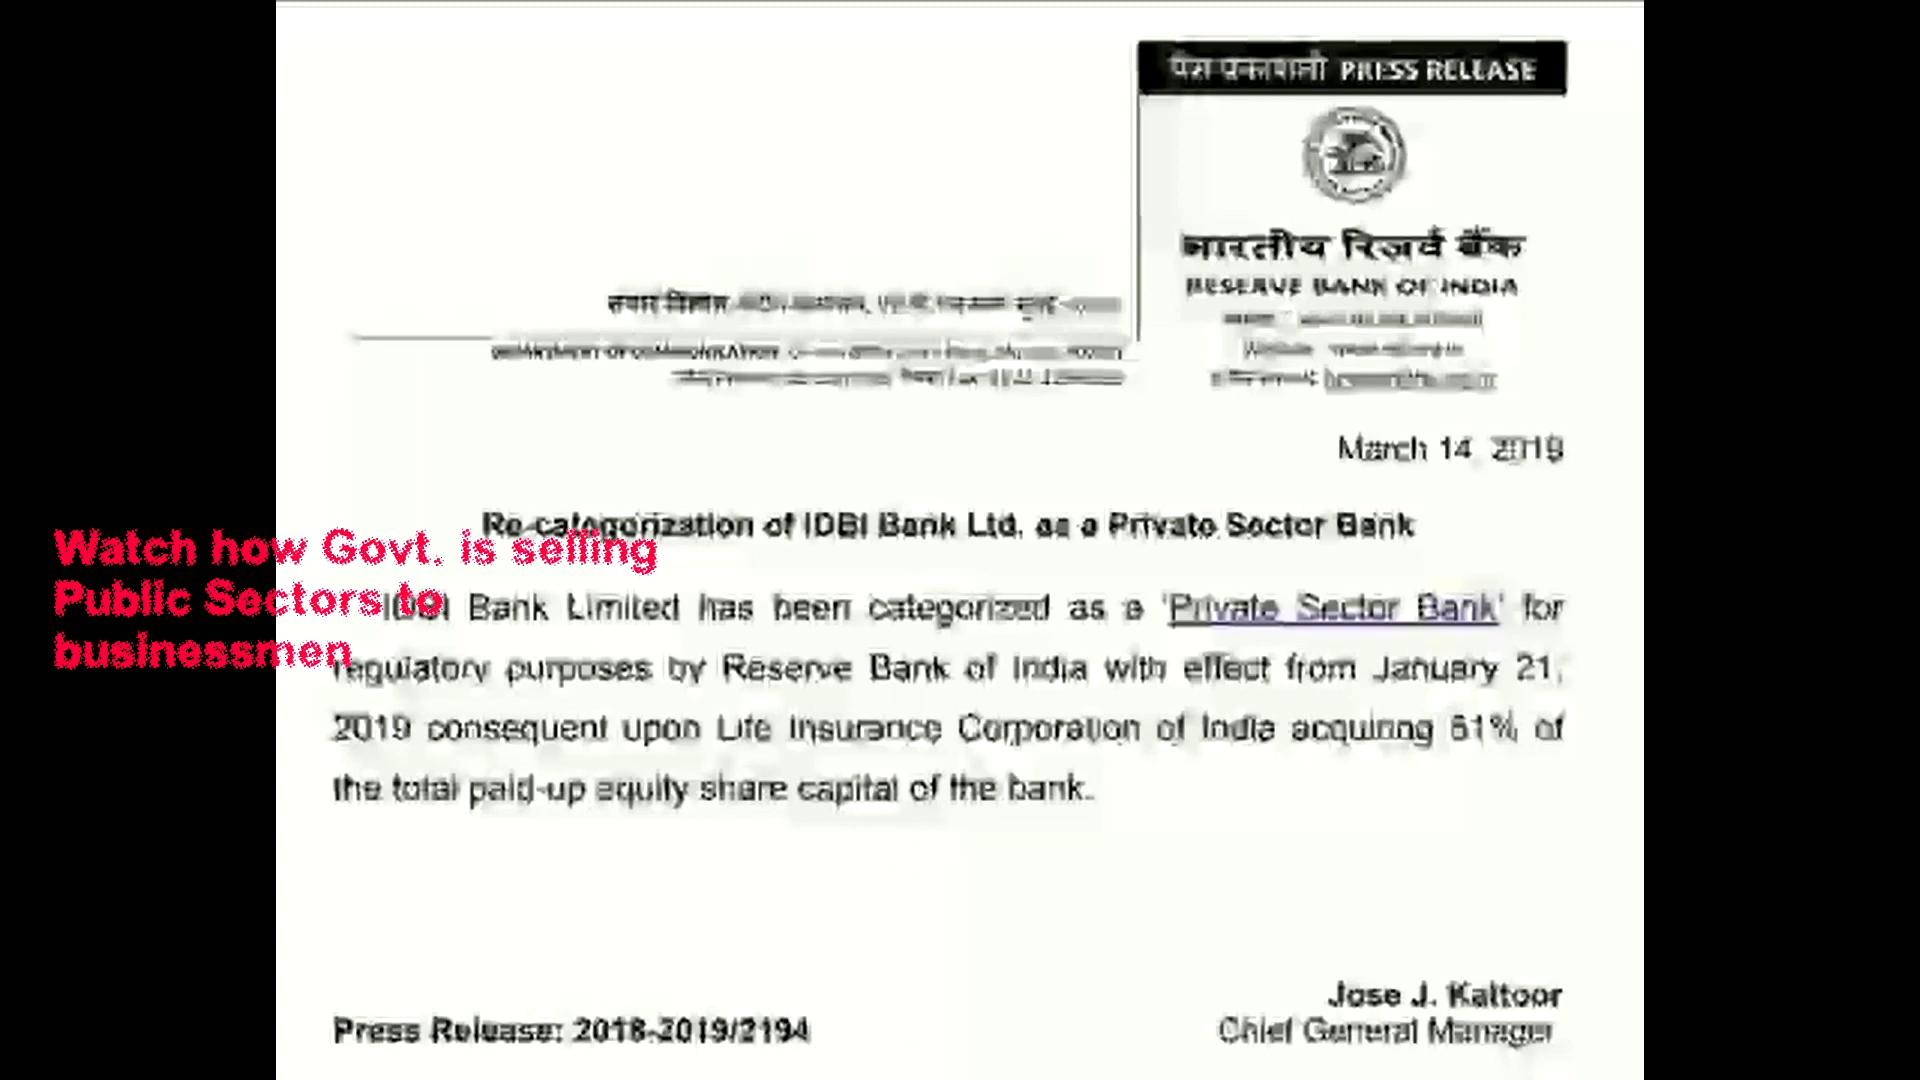 प्रेस प्रकाशनी PRESS RELEASE
भारतीय रिज़र्व बैंक
RESERVE BANK OF INDIA
March 14, 2019
Re-categorization of IDBI Bank Ltd. as a Private Sector Bank
Watch how Govt. is selling
Public Sectors to
businessmen
IDBI Bank Limited has been categorized as a 'Private Sector Bank' for
regulatory purposes by Reserve Bank of India with effect from January 21,
2019 consequent upon Life Insurance Corporation of India acquiring 51% of
the total paid-up equity share capital of the bank.
Jose J. Kattoor
Press Release: 2018-2019/2194
Chief General Manager